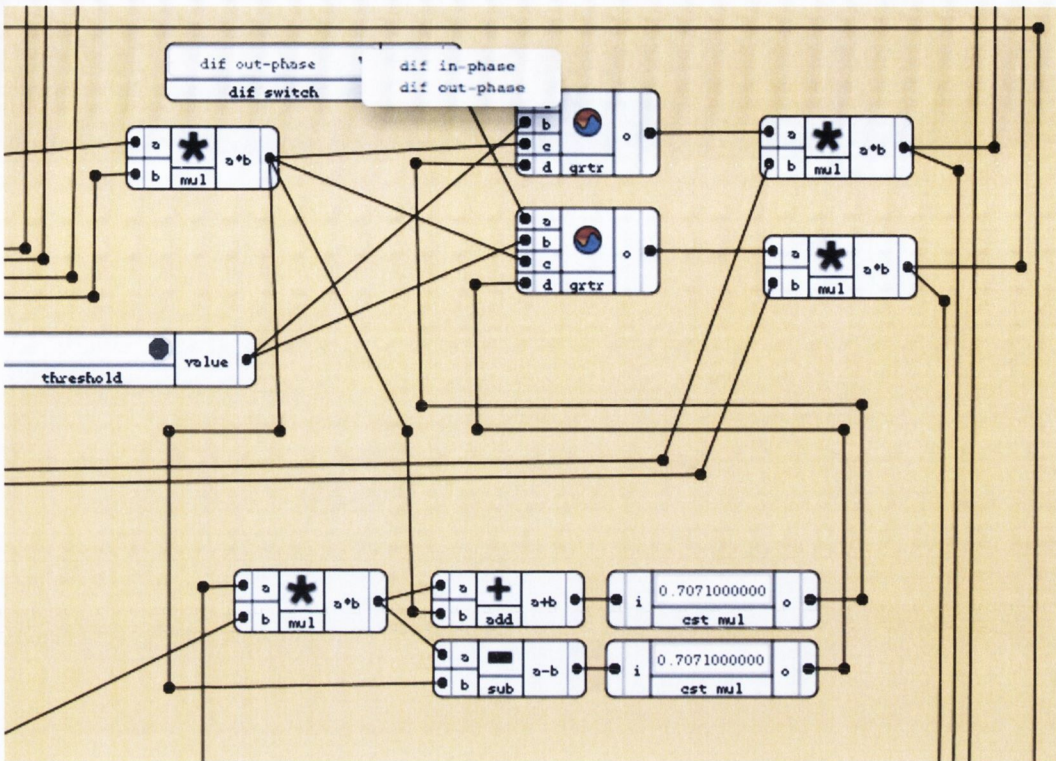 dif out-phase
dif switch
dif in-phase
dif out-phase
a
b
mul
a*b
b
c
d
grtr
o
a
b
mul
a*b
a
b
c
d
grtr
o
a
b
mul
a*b
threshold
value
a
b
mul
a*b
a
b
add
a+b
i
0.7071000000
cst mul
o
a
b
sub
a-b
i
0.7071000000
cst mul
o